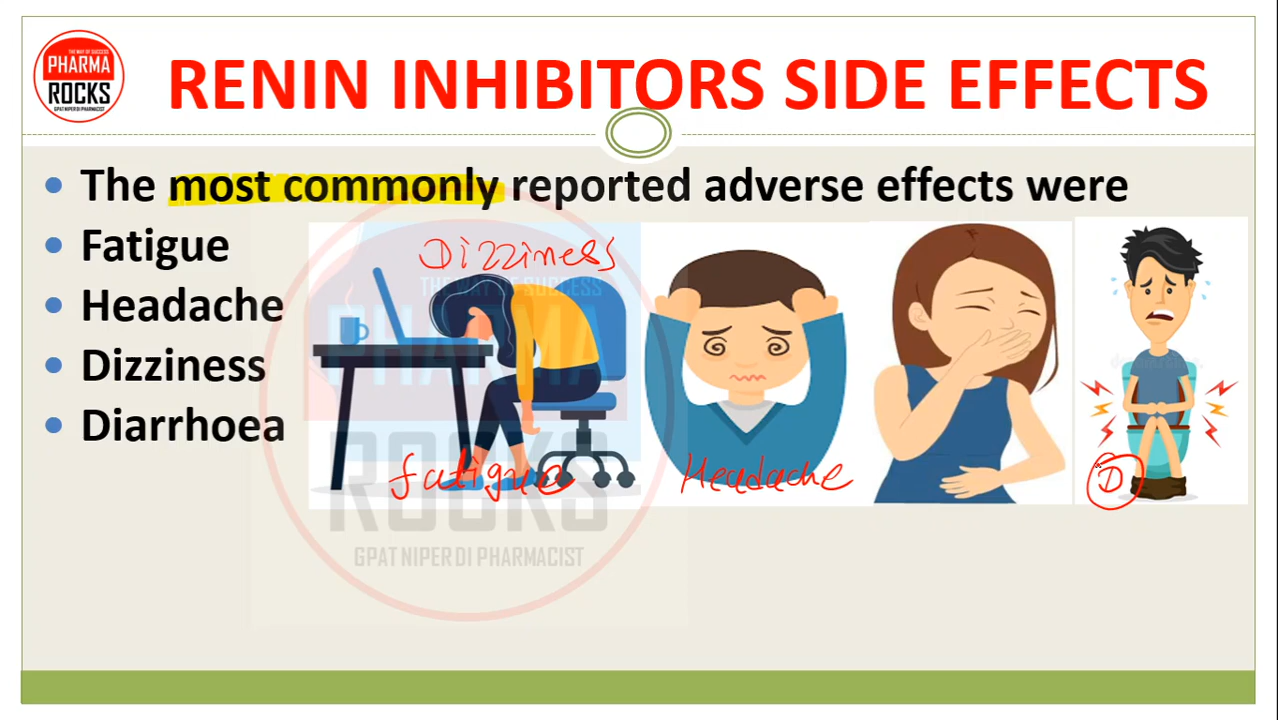 THE WAY OF SUCCESS
PHARMA
ROCKS
GPAT NIPER DI PHARMACIST
RENIN INHIBITORS SIDE EFFECTS
• The most commonly reported adverse effects were
• Fatigue
• Headache
• Dizziness
• Diarrhoea
Dizziness
THE WAY OF SUCCESS
PHARMA
fatigue
Headache
D
ROCKS
GPAT NIPER DI PHARMACIST